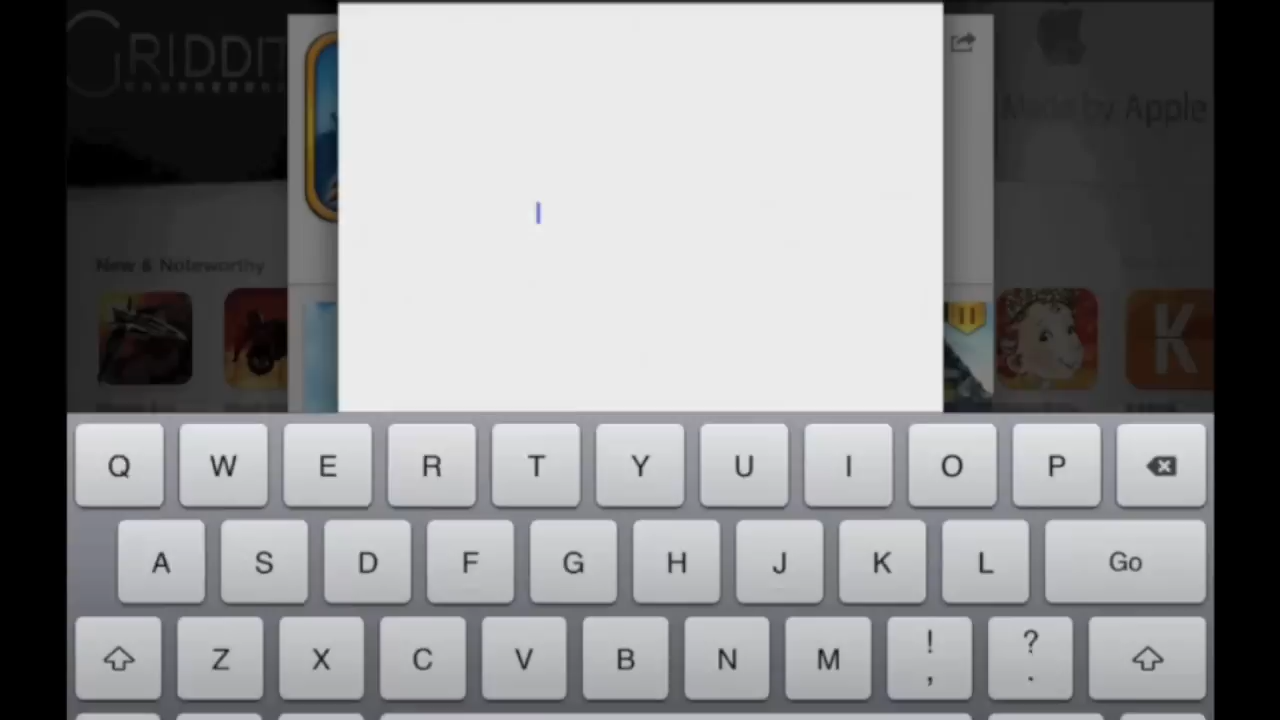 GRIDDIT
Made by Apple
New & Noteworthy
K
Q W E R T Y U I O P
A S D F G H J K L Go
Z X C V B N M ! , ? .